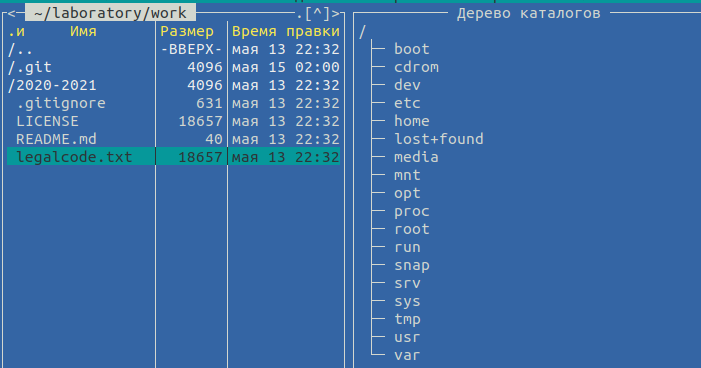 <─ ~/laboratory/work ──.[^]>
.и Имя Размер Время правки
/.. -ВВЕРХ- мая 13 22:32
/.git 4096 мая 15 02:00
/2020-2021 4096 мая 13 22:32
.gitignore 631 мая 13 22:32
LICENSE 18657 мая 13 22:32
README.md 40 мая 13 22:32
legalcode.txt 18657 мая 13 22:32
Дерево каталогов
/
boot
cdrom
dev
etc
home
lost+found
media
mnt
opt
proc
root
run
snap
srv
sys
tmp
usr
var